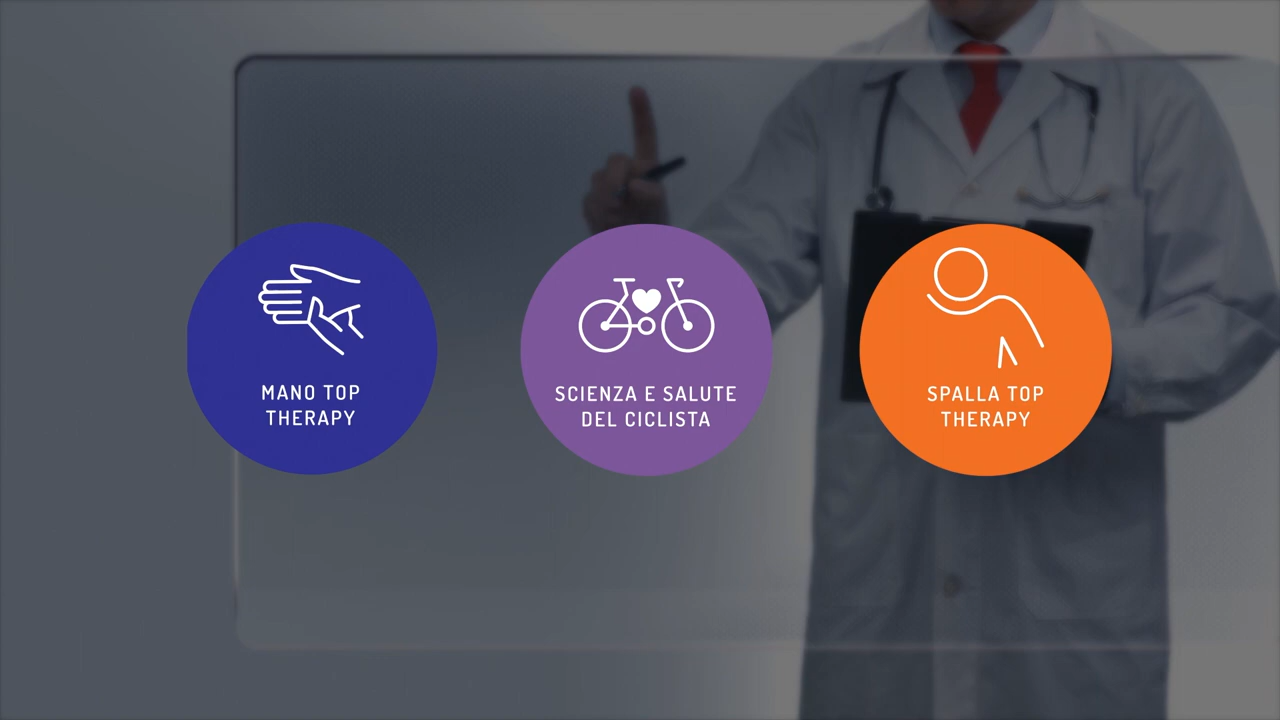 MANO TOP
THERAPY
SCIENZA E SALUTE
DEL CICLISTA
SPALLA TOP
THERAPY